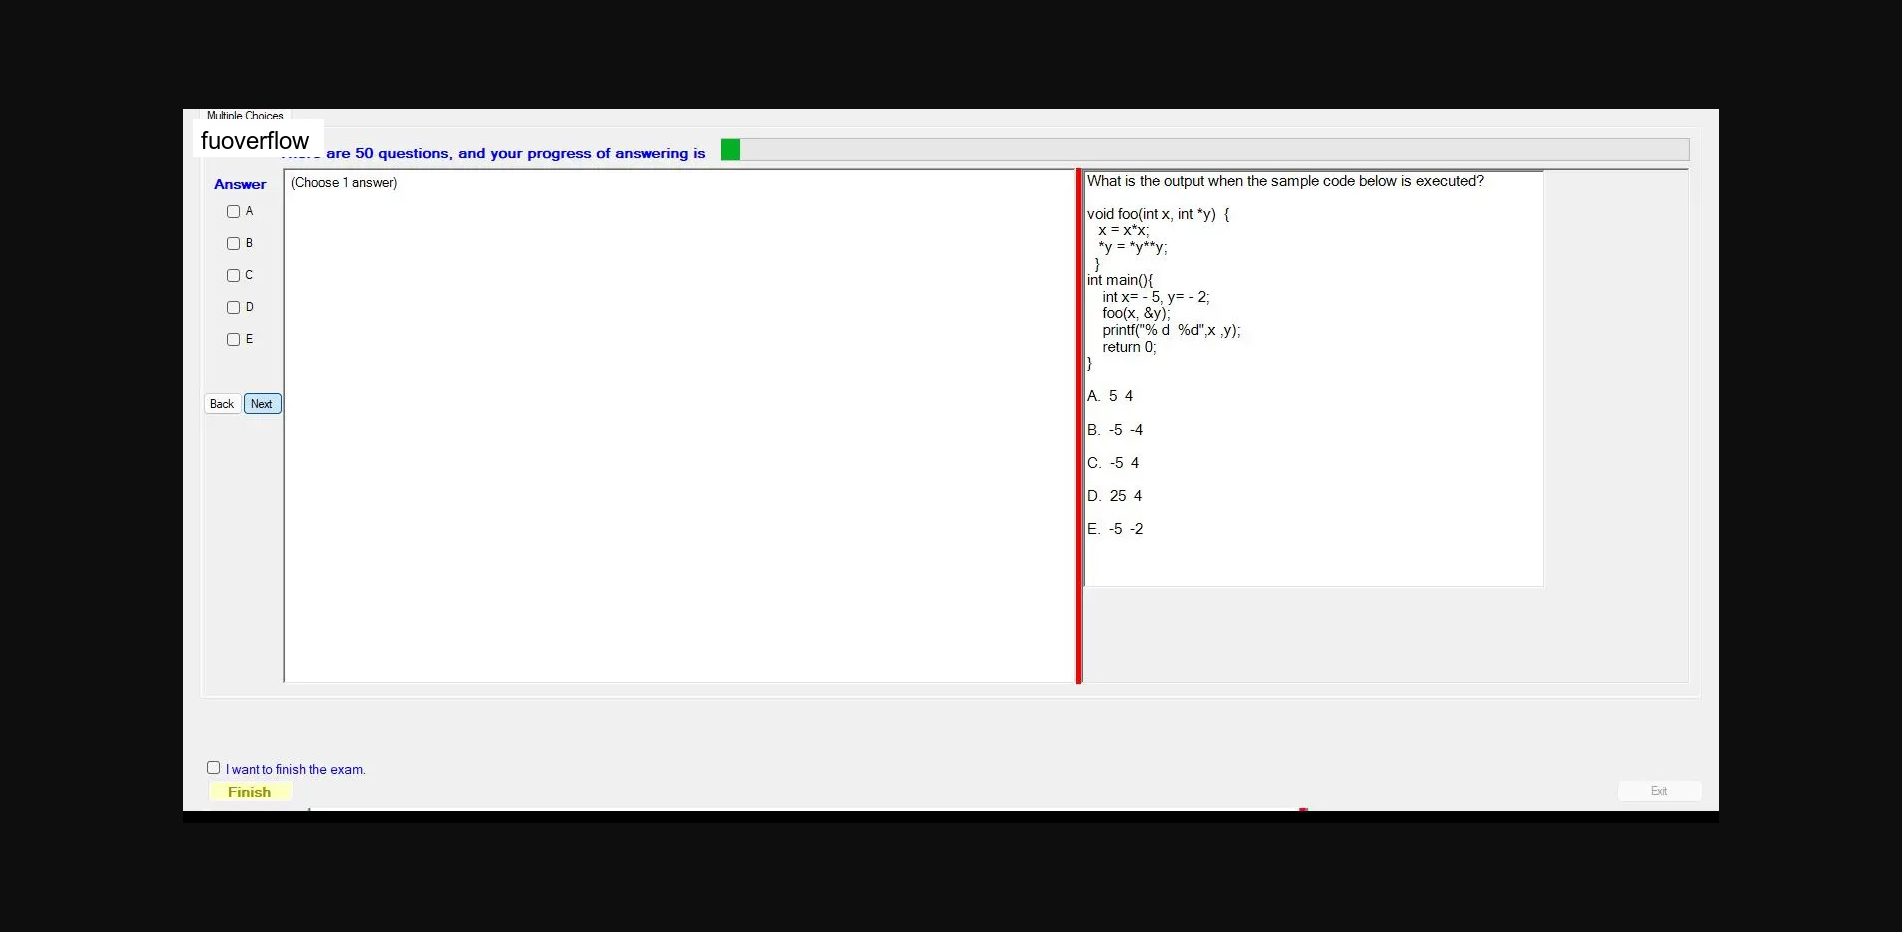 Multiple Choices
fuoverflow
are 50 questions, and your progress of answering is
Answer
(Choose 1 answer)
A
B
C
D
E
Back Next
What is the output when the sample code below is executed?
void foo(int x, int *y) {
x = x*x;
*y = *y**y;
}
int main(){
int x= - 5, y= - 2;
foo(x, &y);
printf("% d %d",x ,y);
return 0;
}
A. 5 4
B. -5 -4
C. -5 4
D. 25 4
E. -5 -2
I want to finish the exam.
Finish
Exit